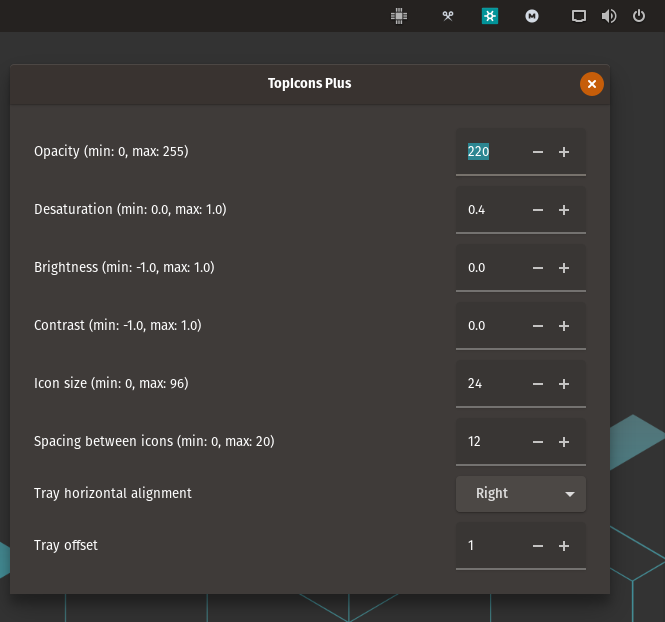 M
TopIcons Plus
Opacity (min: 0, max: 255) 220
Desaturation (min: 0.0, max: 1.0) 0.4
Brightness (min: -1.0, max: 1.0) 0.0
Contrast (min: -1.0, max: 1.0) 0.0
Icon size (min: 0, max: 96) 24
Spacing between icons (min: 0, max: 20) 12
Tray horizontal alignment Right
Tray offset 1